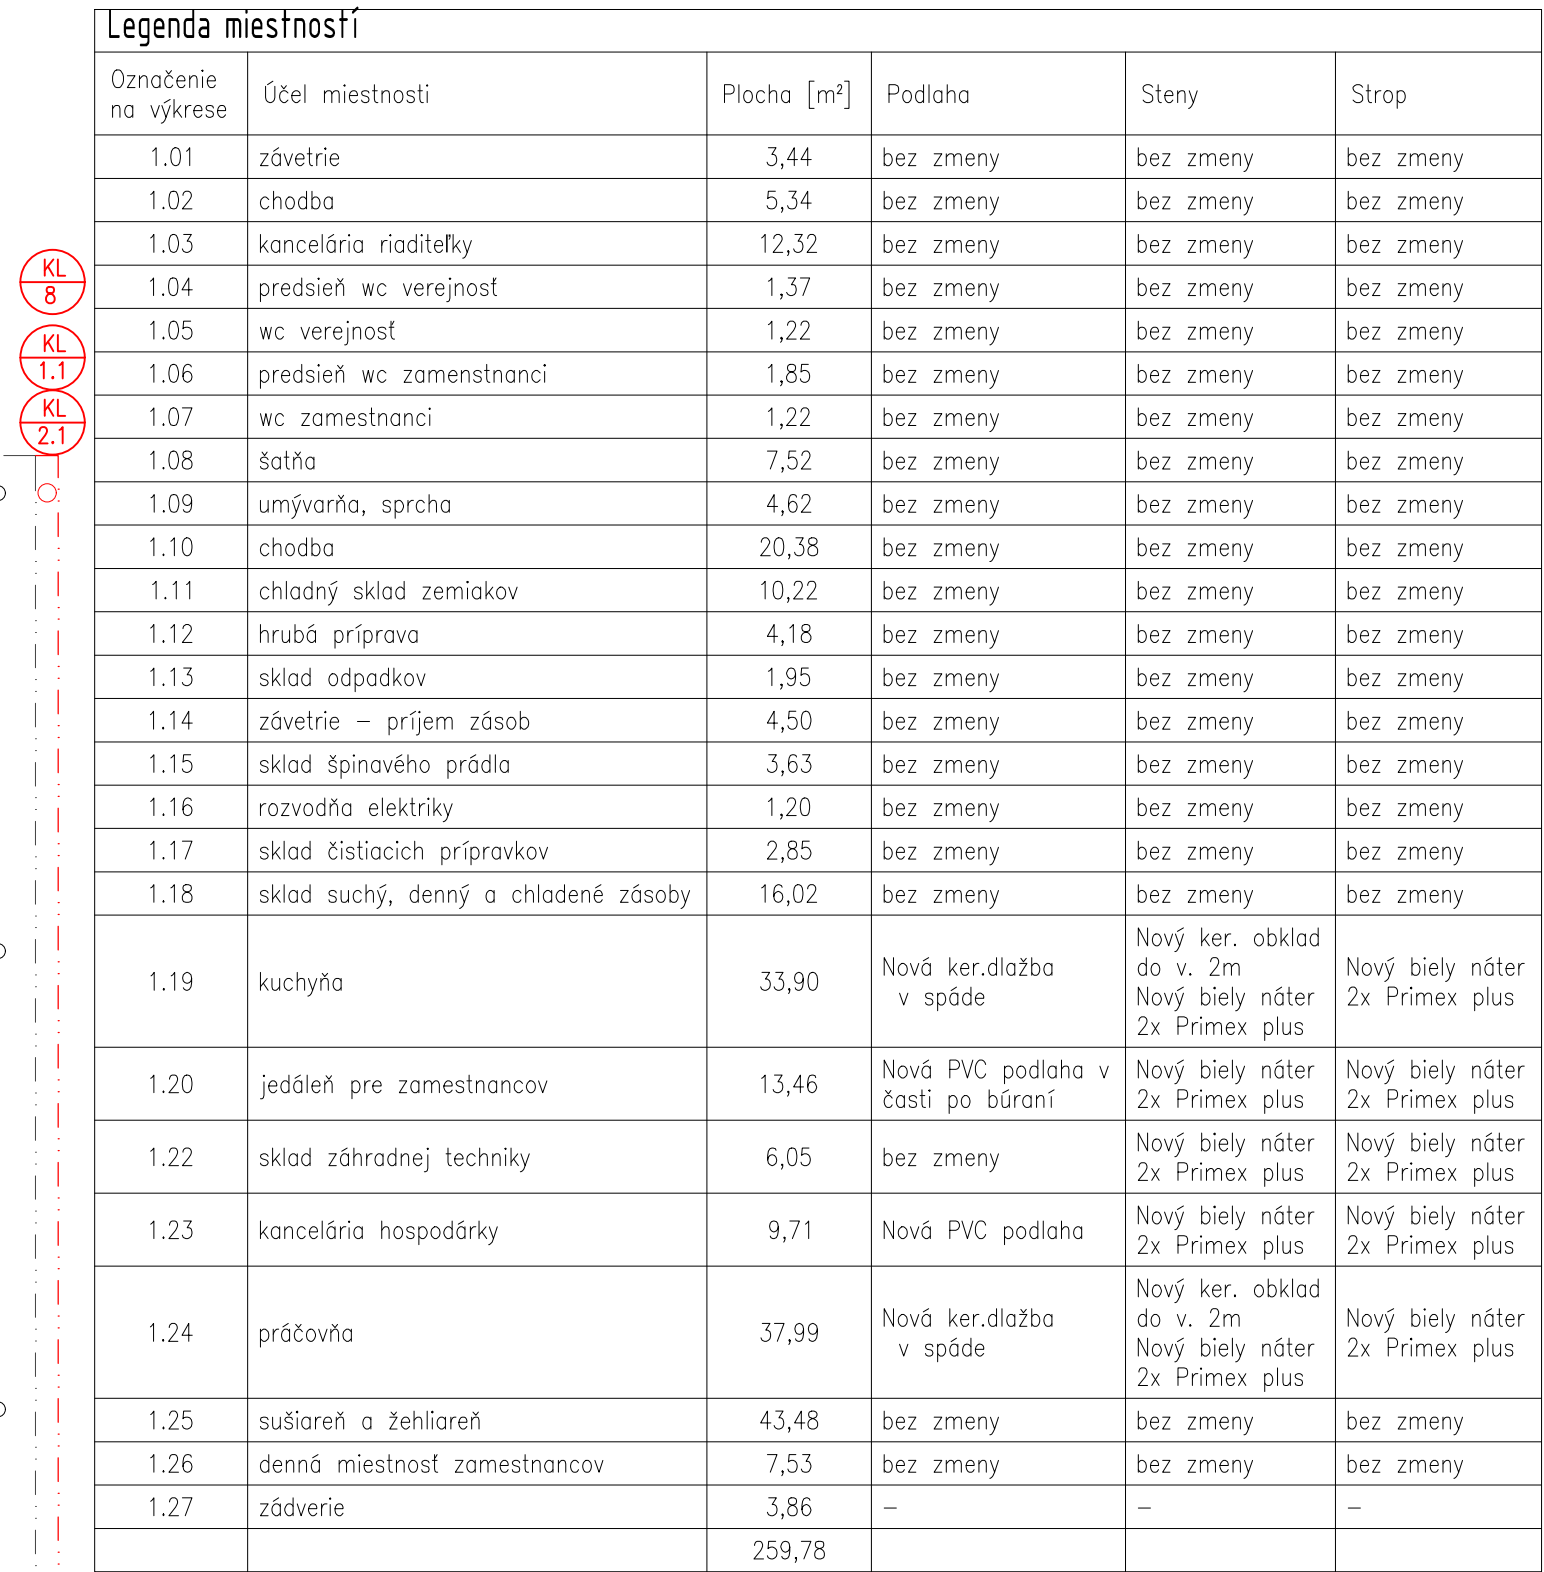 Legenda miestností
Označenie na výkrese Účel miestnosti Plocha [m²] Podlaha Steny Strop
1.01 závetrie 3,44 bez zmeny bez zmeny bez zmeny
1.02 chodba 5,34 bez zmeny bez zmeny bez zmeny
1.03 kancelária riaditeľky 12,32 bez zmeny bez zmeny bez zmeny
1.04 predsieň wc verejnosť 1,37 bez zmeny bez zmeny bez zmeny
1.05 wc verejnosť 1,22 bez zmeny bez zmeny bez zmeny
1.06 predsieň wc zamenstnanci 1,85 bez zmeny bez zmeny bez zmeny
1.07 wc zamestnanci 1,22 bez zmeny bez zmeny bez zmeny
1.08 šatňa 7,52 bez zmeny bez zmeny bez zmeny
1.09 umývarňa, sprcha 4,62 bez zmeny bez zmeny bez zmeny
1.10 chodba 20,38 bez zmeny bez zmeny bez zmeny
1.11 chladný sklad zemiakov 10,22 bez zmeny bez zmeny bez zmeny
1.12 hrubá príprava 4,18 bez zmeny bez zmeny bez zmeny
1.13 sklad odpadkov 1,95 bez zmeny bez zmeny bez zmeny
1.14 závetrie – príjem zásob 4,50 bez zmeny bez zmeny bez zmeny
1.15 sklad špinavého prádla 3,63 bez zmeny bez zmeny bez zmeny
1.16 rozvodňa elektriky 1,20 bez zmeny bez zmeny bez zmeny
1.17 sklad čistiacich prípravkov 2,85 bez zmeny bez zmeny bez zmeny
1.18 sklad suchý, denný a chladené zásoby 16,02 bez zmeny bez zmeny bez zmeny
1.19 kuchyňa 33,90
Nová ker.dlažba
v spáde
Nový ker. obklad
do v. 2m
Nový biely náter
2x Primex plus
Nový biely náter
2x Primex plus
1.20 jedáleň pre zamestnancov 13,46
Nová PVC podlaha v
časti po búraní
Nový biely náter
2x Primex plus
Nový biely náter
2x Primex plus
1.22 sklad záhradnej techniky 6,05 bez zmeny
Nový biely náter
2x Primex plus
Nový biely náter
2x Primex plus
1.23 kancelária hospodárky 9,71 Nová PVC podlaha
Nový biely náter
2x Primex plus
Nový biely náter
2x Primex plus
1.24 práčovňa 37,99
Nová ker.dlažba
v spáde
Nový ker. obklad
do v. 2m
Nový biely náter
2x Primex plus
Nový biely náter
2x Primex plus
1.25 sušiareň a žehliareň 43,48 bez zmeny bez zmeny bez zmeny
1.26 denná miestnosť zamestnancov 7,53 bez zmeny bez zmeny bez zmeny
1.27 zádverie 3,86 – – –
259,78
KL
8
KL
1.1
KL
2.1